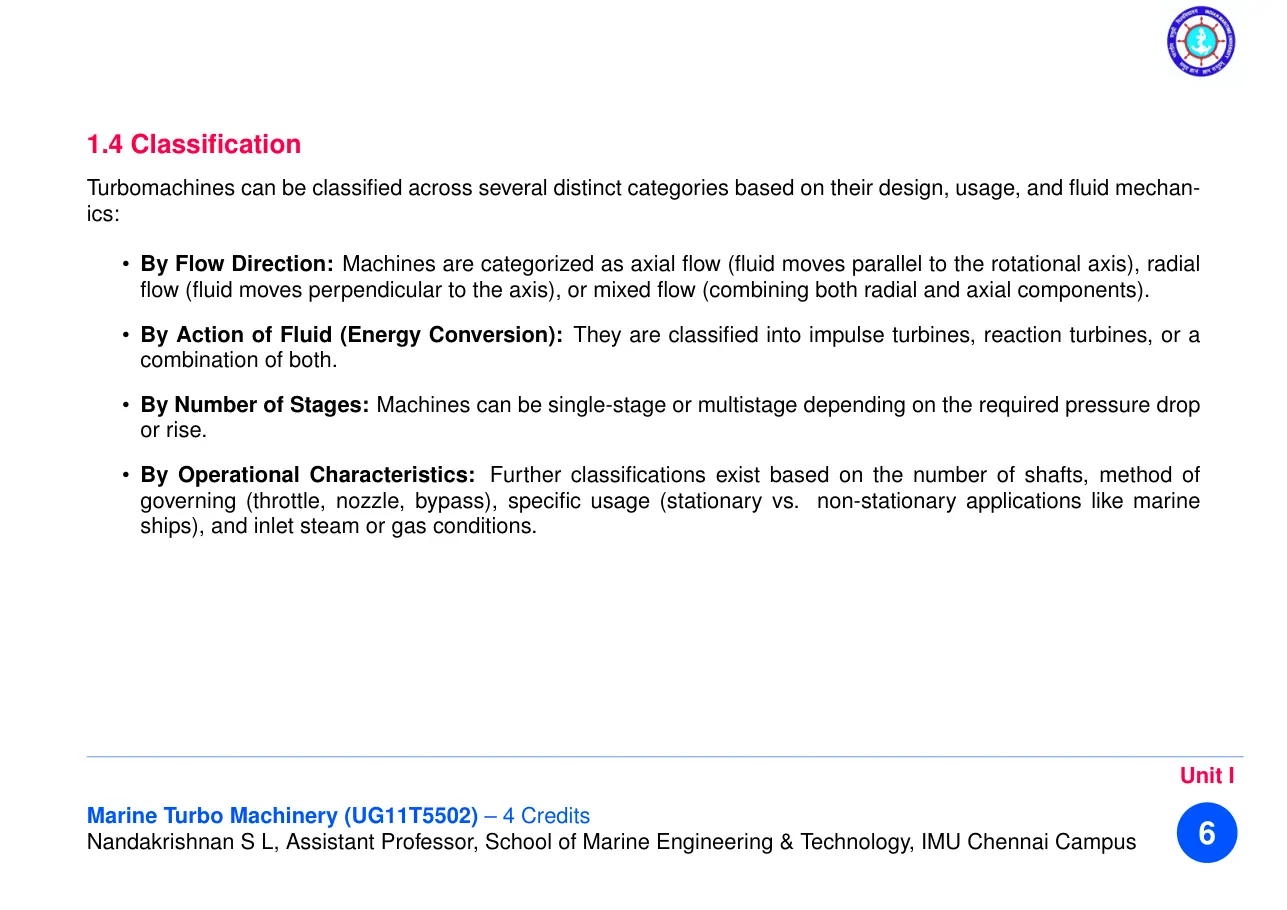 1.4 Classification
Turbomachines can be classified across several distinct categories based on their design, usage, and fluid mechan-
ics:
• By Flow Direction: Machines are categorized as axial flow (fluid moves parallel to the rotational axis), radial
flow (fluid moves perpendicular to the axis), or mixed flow (combining both radial and axial components).
• By Action of Fluid (Energy Conversion): They are classified into impulse turbines, reaction turbines, or a
combination of both.
• By Number of Stages: Machines can be single-stage or multistage depending on the required pressure drop
or rise.
• By Operational Characteristics: Further classifications exist based on the number of shafts, method of
governing (throttle, nozzle, bypass), specific usage (stationary vs. non-stationary applications like marine
ships), and inlet steam or gas conditions.
Unit I
Marine Turbo Machinery (UG11T5502) – 4 Credits
Nandakrishnan S L, Assistant Professor, School of Marine Engineering & Technology, IMU Chennai Campus
6